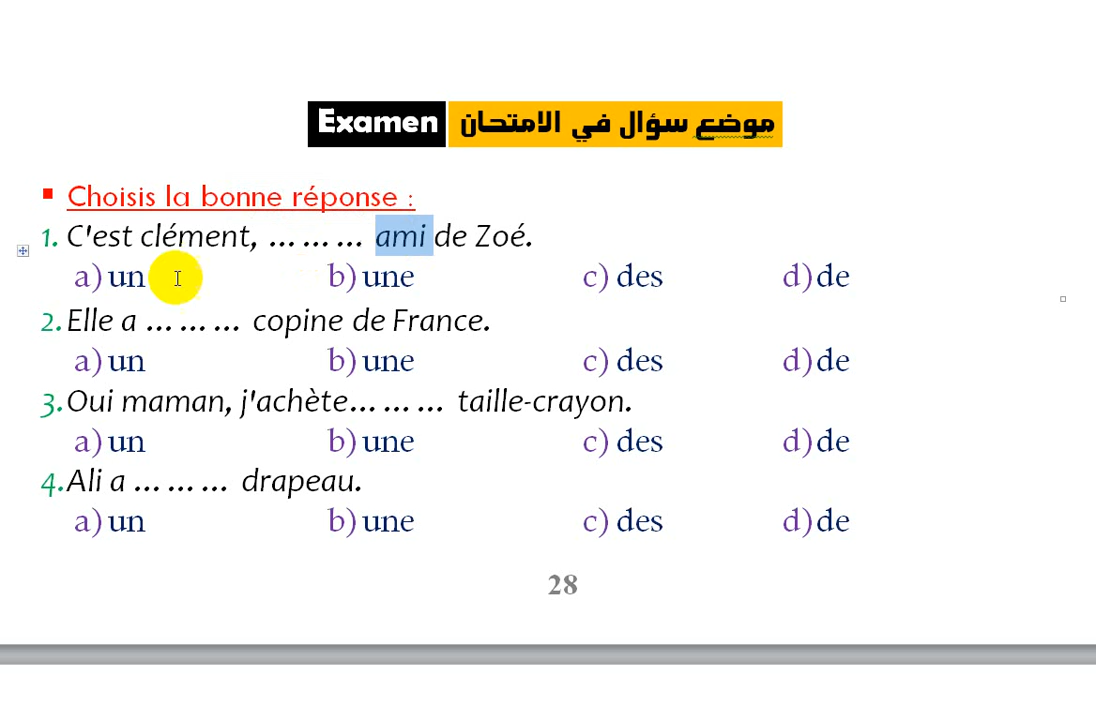 Examen موضع سؤال في الامتحان
▪ Choisis la bonne réponse :
1. C'est clément, ... ... ... ami de Zoé.
a) un b) une c) des d) de
2. Elle a ... ... ... copine de France.
a) un b) une c) des d) de
3. Oui maman, j'achète... ... ... taille-crayon.
a) un b) une c) des d) de
4. Ali a ... ... ... drapeau.
a) un b) une c) des d) de
28